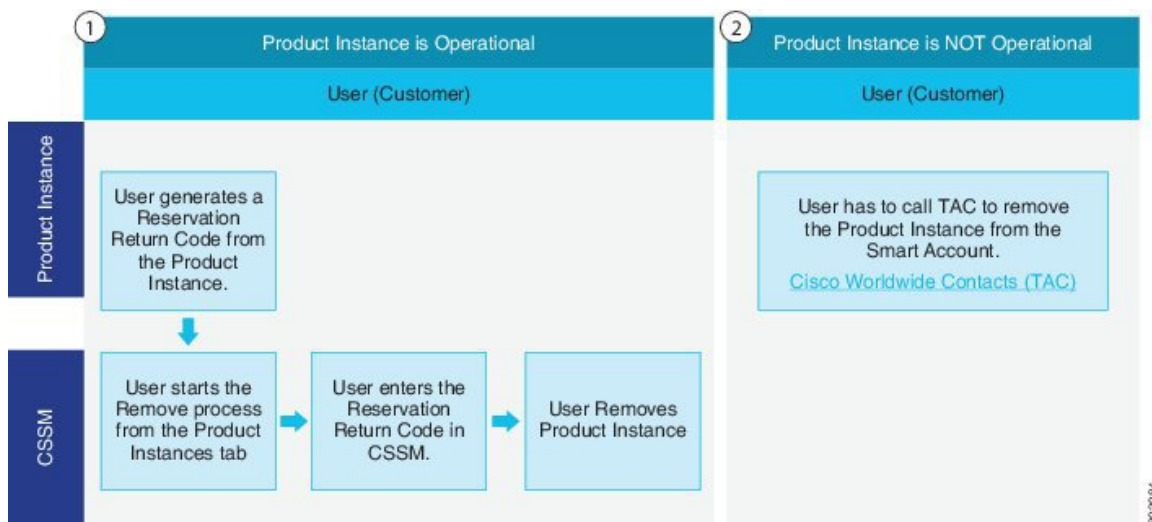 1
Product Instance is Operational
User (Customer)
2
Product Instance is NOT Operational
User (Customer)
Product Instance
User generates a
Reservation
Return Code from
the Product
Instance.
User has to call TAC to remove
the Product Instance from the
Smart Account.
Cisco Worldwide Contacts (TAC)
CSSM
User starts the
Remove process
from the Product
Instances tab
User enters the
Reservation
Return Code in
CSSM.
User Removes
Product Instance